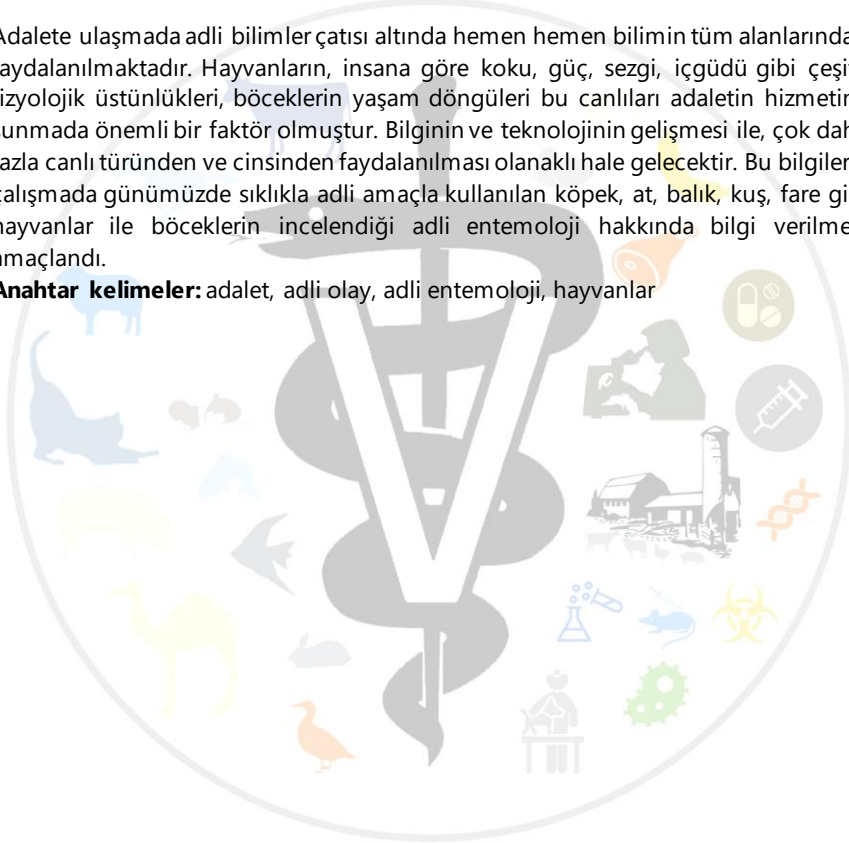 Adalete ulaşmada adli bilimler çatısı altında hemen hemen bilimin tüm alanlarında
faydalanılmaktadır. Hayvanların, insana göre koku, güç, sezgi, içgüdü gibi çeşit
fizyolojik üstünlükleri, böceklerin yaşam döngüleri bu canlıları adaletin hizmetin
sunmada önemli bir faktör olmuştur. Bilginin ve teknolojinin gelişmesi ile, çok dah
fazla canlı türünden ve cinsinden faydalanılması olanaklı hale gelecektir. Bu bilgiler
çalışmada günümüzde sıklıkla adli amaçla kullanılan köpek, at, balık, kuş, fare gi
hayvanlar ile böceklerin incelendiği adli entemoloji hakkında bilgi verilme
amaçlandı.
Anahtar kelimeler: adalet, adli olay, adli entemoloji, hayvanlar
V